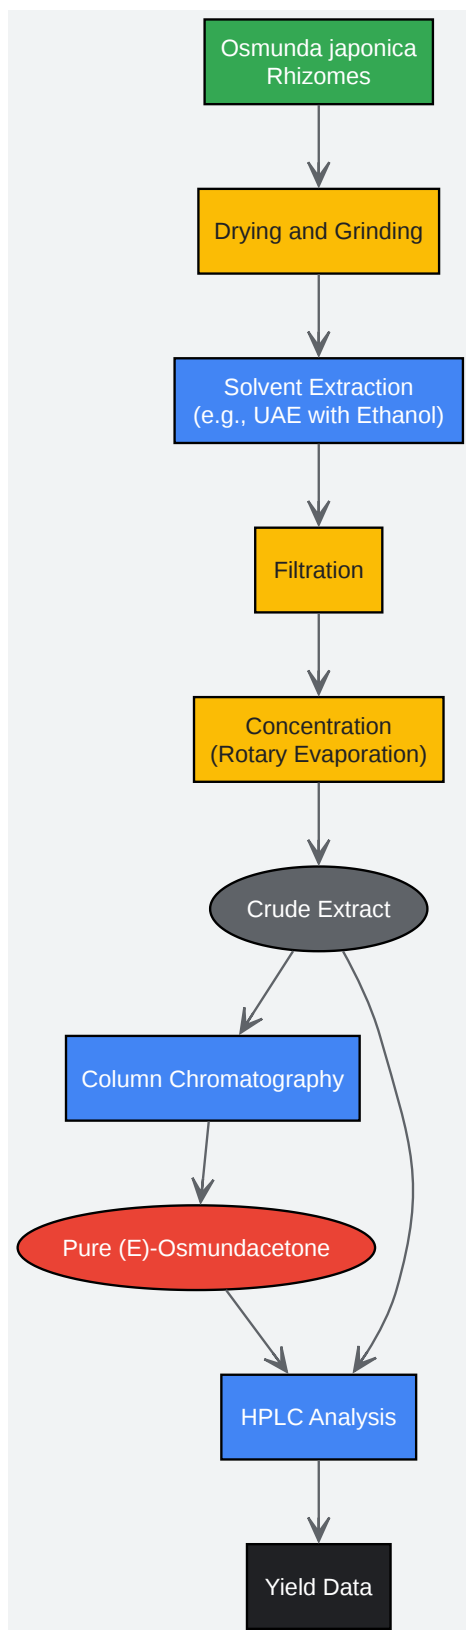 Osmunda japonica
Rhizomes
Drying and Grinding
Solvent Extraction
(e.g., UAE with Ethanol)
Filtration
Concentration
(Rotary Evaporation)
Crude Extract
Column Chromatography
Pure (E)-Osmundacetone
HPLC Analysis
Yield Data